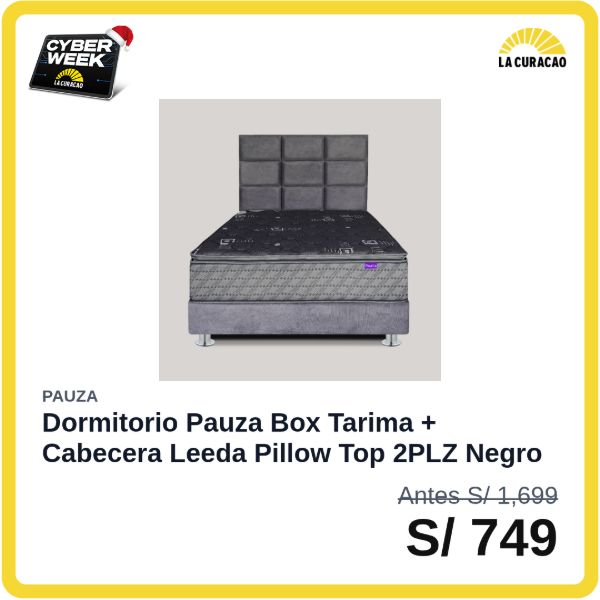 CYBER
WEEK
LA CURACAO
LA CURACAO
PAUZA
Dormitorio Pauza Box Tarima +
Cabecera Leeda Pillow Top 2PLZ Negro
Antes S/ 1,699
S/ 749